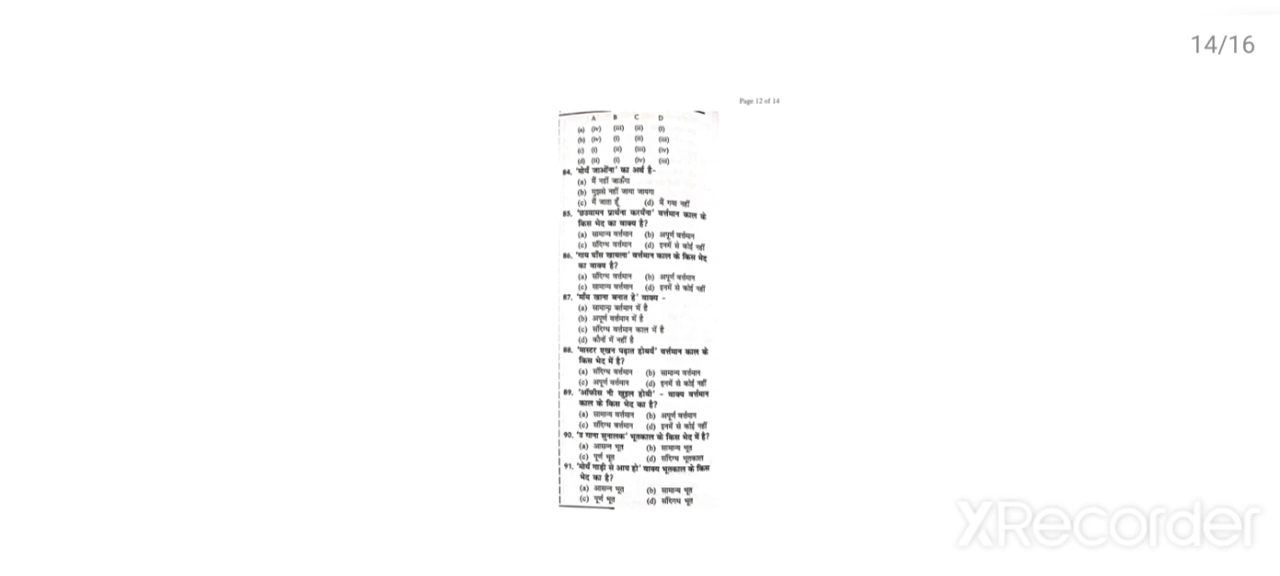 14/16
Page 12 of 14
A B C D
(a) (iv) (iii) (ii) (i)
(b) (iv) (i) (ii) (iii)
(c) (i) (ii) (iii) (iv)
(d) (ii) (i) (iv) (iii)
84. जाओंगा' का अर्थ है-
(a) मैं नहीं जाऊँगा
(b) मुझसे नहीं जाया जायगा
(c) मैं जाता हूँ (d) मैं गया नहीं
85. प्रार्थना वर्त्तमान काल के
किस भेद का वाक्य है?
(a) सामान्य वर्तमान (b) अपूर्ण वर्तमान
(c) संदिग्ध वर्तमान (d) इनमें से कोई नहीं
86. 'गाय घाँस खायला' वर्त्तमान काल के किस भेद
का वाक्य है?
(a) संदिग्ध वर्तमान (b) अपूर्ण वर्तमान
(c) सामान्य वर्तमान (d) इनमें से कोई नहीं
87. खाना बनात हे' वाक्य -
(a) सामान्य वर्तमान में है
(b) अपूर्ण वर्तमान में है
(c) संदिग्ध वर्तमान काल में है
(d) में नहीं है
88. 'मास्टर एखन पढ़ात होवयँ' वर्त्तमान काल के
किस भेद में है?
(a) संदिग्ध वर्त्तमान (b) सामान्य वर्तमान
(c) अपूर्ण वर्तमान (d) इनमें से कोई नहीं
89. 'ऑफीस नी खुइल होवी' - वाक्य वर्त्तमान
काल के किस भेद का है?
(a) सामान्य वर्तमान (b) अपूर्ण वर्तमान
(c) संदिग्ध वर्तमान (d) इनमें से कोई नहीं
90. गाना सुनालक' भूतकाल के किस भेद में है?
(a) आसन्न भूत (b) सामान्य भूत
(c) पूर्ण भूत (d) संदिग्ध भूतकाल
91. गाड़ी से आय हो' वाक्य भूतकाल के किस
भेद का है?
(a) आसन्न भूत (b) सामान्य भूत
(c) पूर्ण भूत (d) संदिग्ध भूत
XRecorder